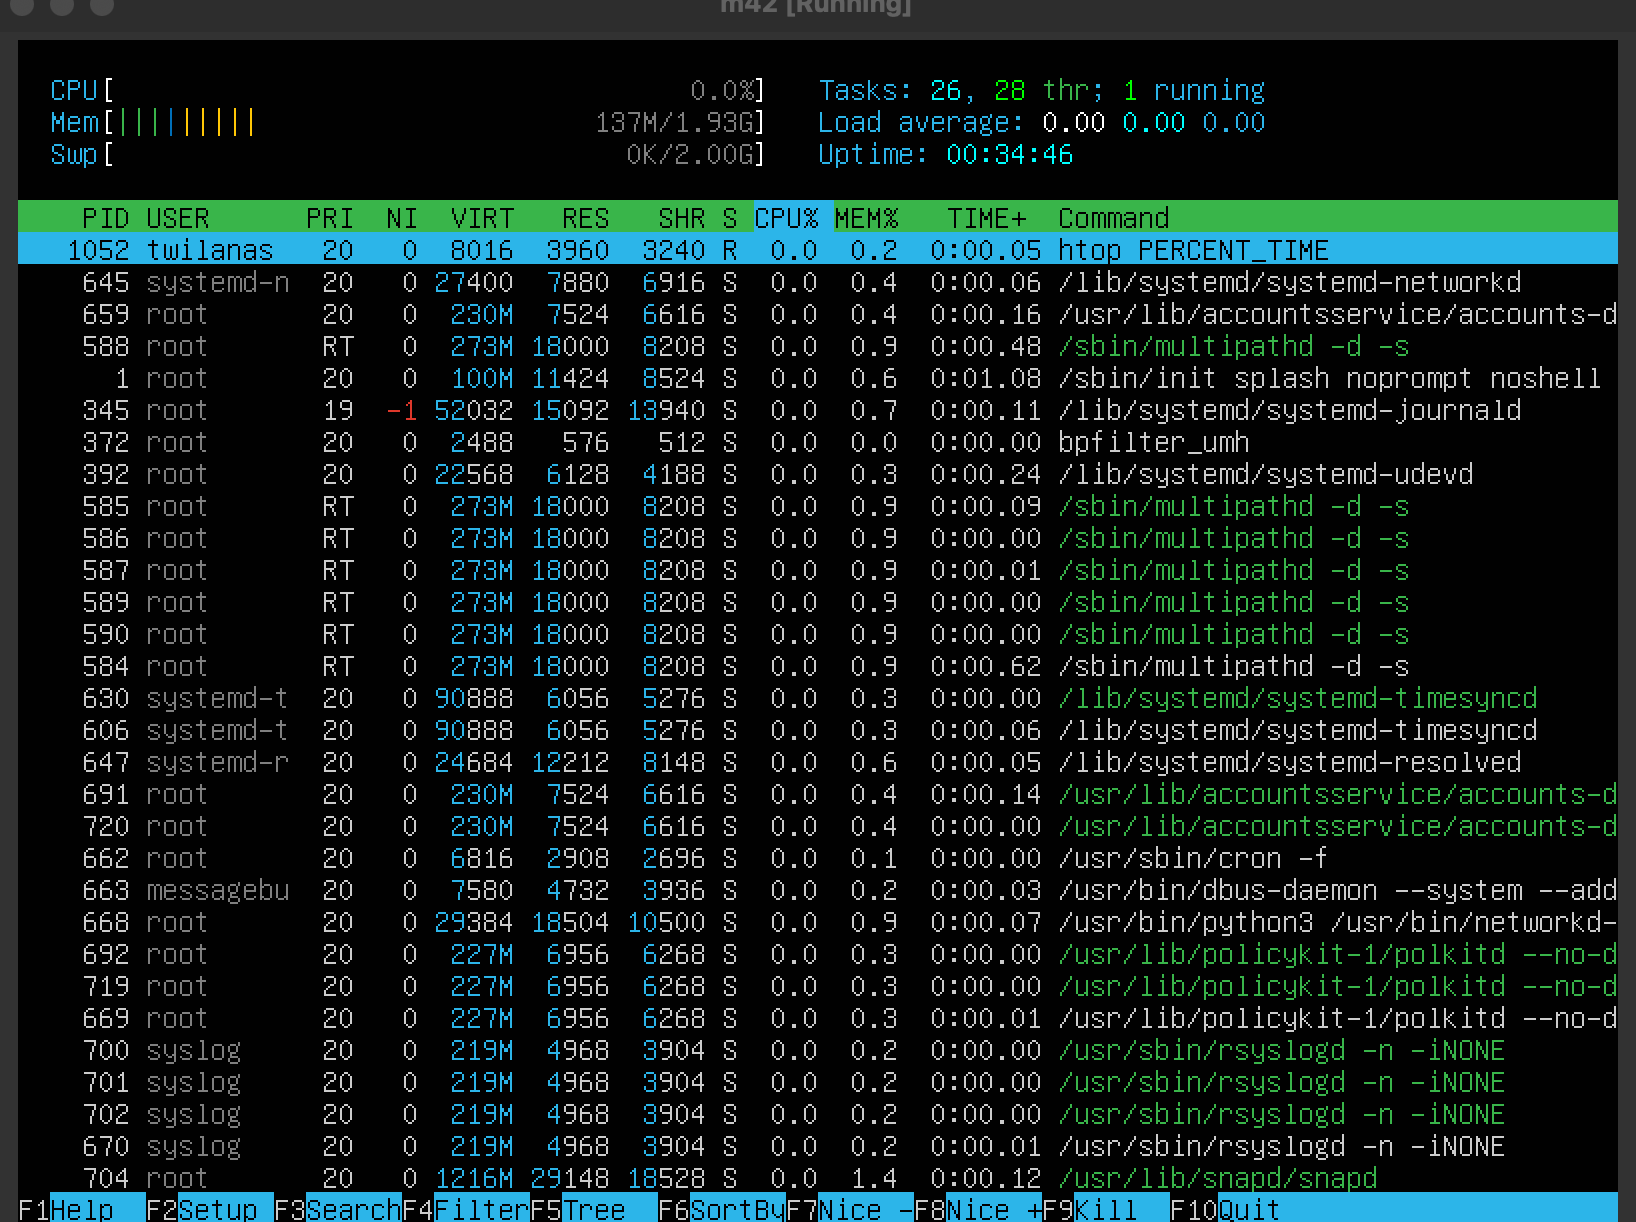 m42 [Running]
CPU[ 0.0%] Tasks: 26, 28 thr; 1 running
Mem[||||||||| 137M/1.93G] Load average: 0.00 0.00 0.00
Swp[ 0K/2.00G] Uptime: 00:34:46
PID USER PRI NI VIRT RES SHR S CPU% MEM% TIME+ Command
1052 twilanas 20 0 8016 3960 3240 R 0.0 0.2 0:00.05 htop PERCENT_TIME
645 systemd-n 20 0 27400 7880 6916 S 0.0 0.4 0:00.06 /lib/systemd/systemd-networkd
659 root 20 0 230M 7524 6616 S 0.0 0.4 0:00.16 /usr/lib/accountsservice/accounts-d
588 root RT 0 273M 18000 8208 S 0.0 0.9 0:00.48 /sbin/multipathd -d -s
1 root 20 0 100M 11424 8524 S 0.0 0.6 0:01.08 /sbin/init splash noprompt noshell
345 root 19 -1 52032 15092 13940 S 0.0 0.7 0:00.11 /lib/systemd/systemd-journald
372 root 20 0 2488 576 512 S 0.0 0.0 0:00.00 bpfilter_umh
392 root 20 0 22568 6128 4188 S 0.0 0.3 0:00.24 /lib/systemd/systemd-udevd
585 root RT 0 273M 18000 8208 S 0.0 0.9 0:00.09 /sbin/multipathd -d -s
586 root RT 0 273M 18000 8208 S 0.0 0.9 0:00.00 /sbin/multipathd -d -s
587 root RT 0 273M 18000 8208 S 0.0 0.9 0:00.01 /sbin/multipathd -d -s
589 root RT 0 273M 18000 8208 S 0.0 0.9 0:00.00 /sbin/multipathd -d -s
590 root RT 0 273M 18000 8208 S 0.0 0.9 0:00.00 /sbin/multipathd -d -s
584 root RT 0 273M 18000 8208 S 0.0 0.9 0:00.62 /sbin/multipathd -d -s
630 systemd-t 20 0 90888 6056 5276 S 0.0 0.3 0:00.00 /lib/systemd/systemd-timesyncd
606 systemd-t 20 0 90888 6056 5276 S 0.0 0.3 0:00.06 /lib/systemd/systemd-timesyncd
647 systemd-r 20 0 24684 12212 8148 S 0.0 0.6 0:00.05 /lib/systemd/systemd-resolved
691 root 20 0 230M 7524 6616 S 0.0 0.4 0:00.14 /usr/lib/accountsservice/accounts-d
720 root 20 0 230M 7524 6616 S 0.0 0.4 0:00.00 /usr/lib/accountsservice/accounts-d
662 root 20 0 6816 2908 2696 S 0.0 0.1 0:00.00 /usr/sbin/cron -f
663 messagebu 20 0 7580 4732 3936 S 0.0 0.2 0:00.03 /usr/bin/dbus-daemon --system --add
668 root 20 0 29384 18504 10500 S 0.0 0.9 0:00.07 /usr/bin/python3 /usr/bin/networkd-
692 root 20 0 227M 6956 6268 S 0.0 0.3 0:00.00 /usr/lib/policykit-1/polkitd --no-d
719 root 20 0 227M 6956 6268 S 0.0 0.3 0:00.00 /usr/lib/policykit-1/polkitd --no-d
669 root 20 0 227M 6956 6268 S 0.0 0.3 0:00.01 /usr/lib/policykit-1/polkitd --no-d
700 syslog 20 0 219M 4968 3904 S 0.0 0.2 0:00.00 /usr/sbin/rsyslogd -n -iNONE
701 syslog 20 0 219M 4968 3904 S 0.0 0.2 0:00.00 /usr/sbin/rsyslogd -n -iNONE
702 syslog 20 0 219M 4968 3904 S 0.0 0.2 0:00.00 /usr/sbin/rsyslogd -n -iNONE
670 syslog 20 0 219M 4968 3904 S 0.0 0.2 0:00.01 /usr/sbin/rsyslogd -n -iNONE
704 root 20 0 1216M 29148 18528 S 0.0 1.4 0:00.12 /usr/lib/snapd/snapd
F1Help F2Setup F3Search F4Filter F5Tree F6SortBy F7Nice - F8Nice + F9Kill F10Quit